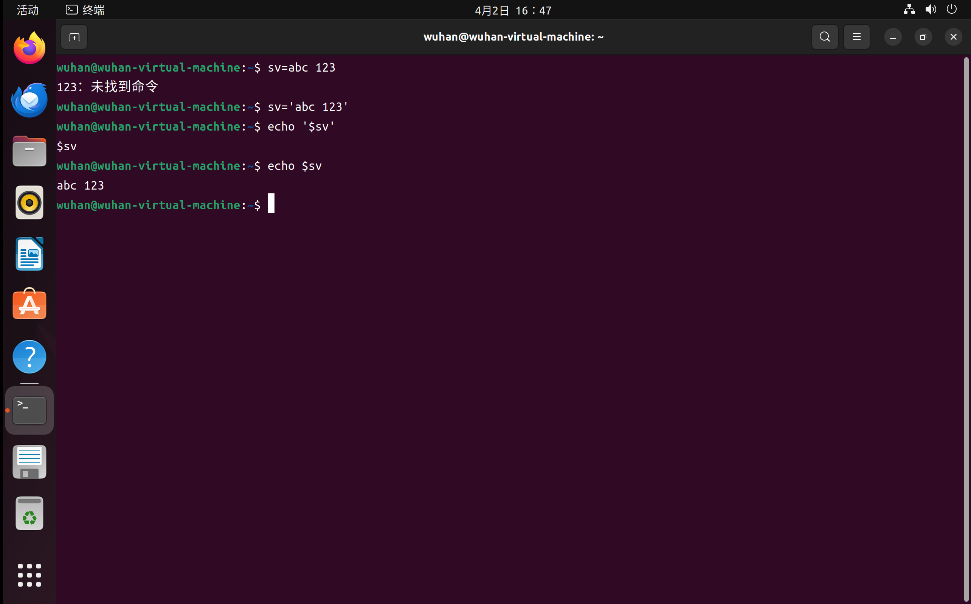 活动 终端 4月2日 16：47
wuhan@wuhan-virtual-machine: ~
wuhan@wuhan-virtual-machine:~$ sv=abc 123
123：未找到命令
wuhan@wuhan-virtual-machine:~$ sv='abc 123'
wuhan@wuhan-virtual-machine:~$ echo '$sv'
$sv
wuhan@wuhan-virtual-machine:~$ echo $sv
abc 123
wuhan@wuhan-virtual-machine:~$